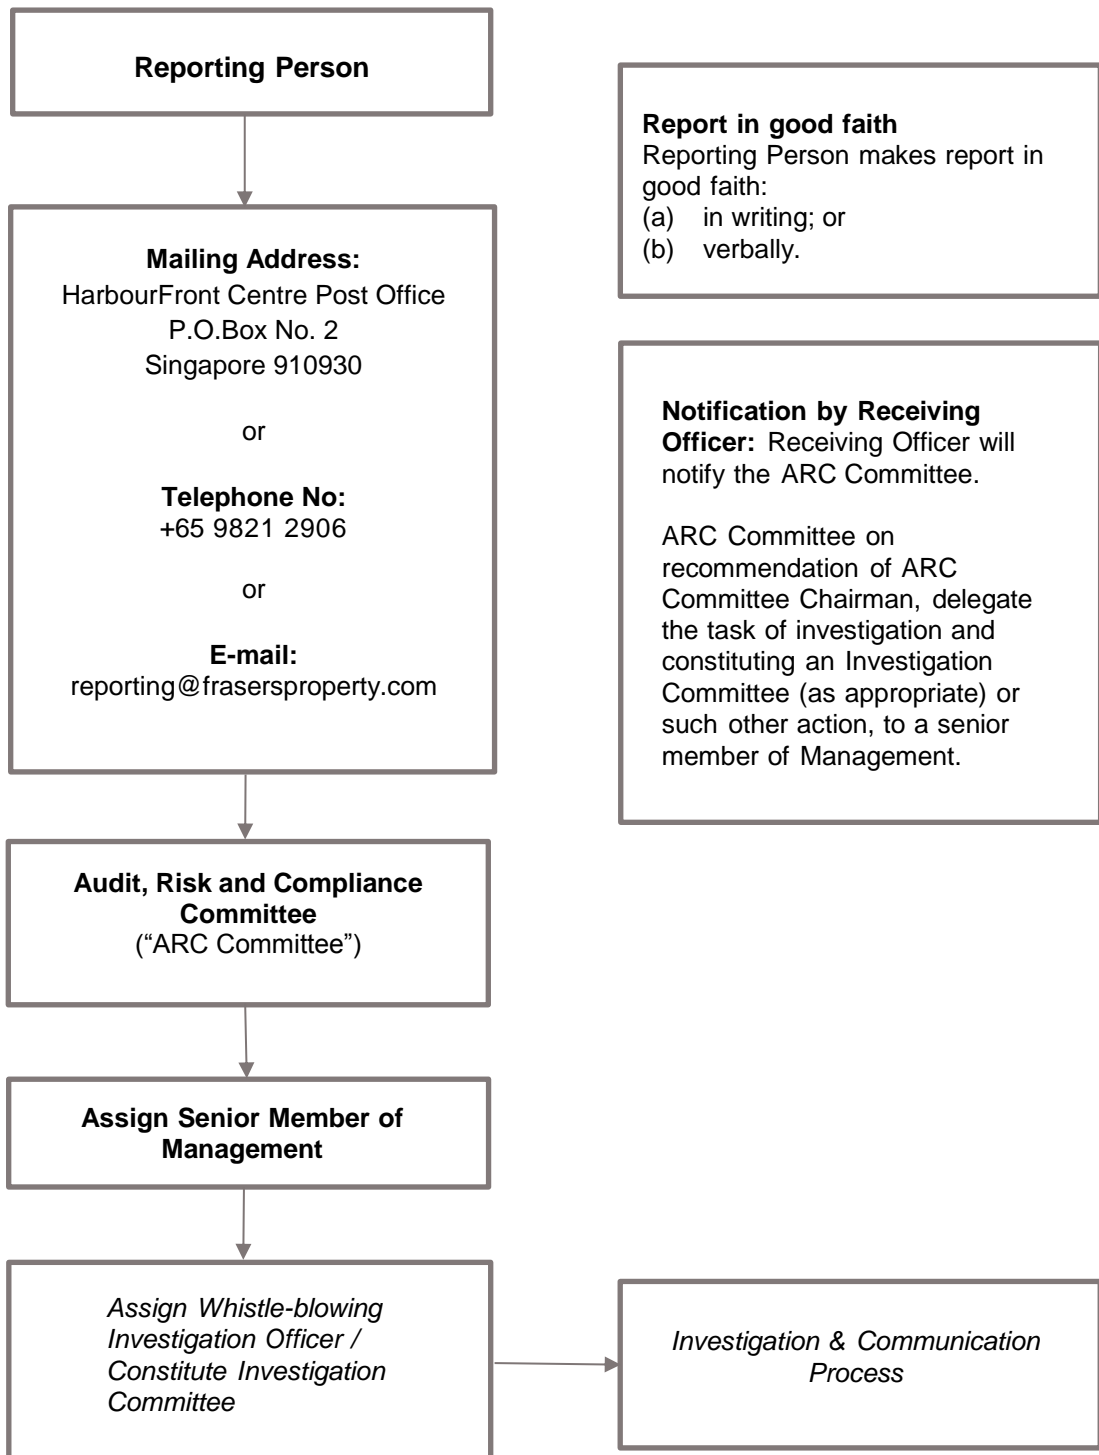 Reporting Person
Report in good faith
Reporting Person makes report in
good faith:
(a) in writing; or
(b) verbally.
Mailing Address:
HarbourFront Centre Post Office
P.O.Box No. 2
Singapore 910930
or
Telephone No:
+65 9821 2906
or
E-mail:
reporting@frasersproperty.com
Notification by Receiving
Officer: Receiving Officer will
notify the ARC Committee.
ARC Committee on
recommendation of ARC
Committee Chairman, delegate
the task of investigation and
constituting an Investigation
Committee (as appropriate) or
such other action, to a senior
member of Management.
Audit, Risk and Compliance
Committee
(“ARC Committee”)
Assign Senior Member of
Management
Assign Whistle-blowing
Investigation Officer /
Constitute Investigation
Committee
Investigation & Communication
Process